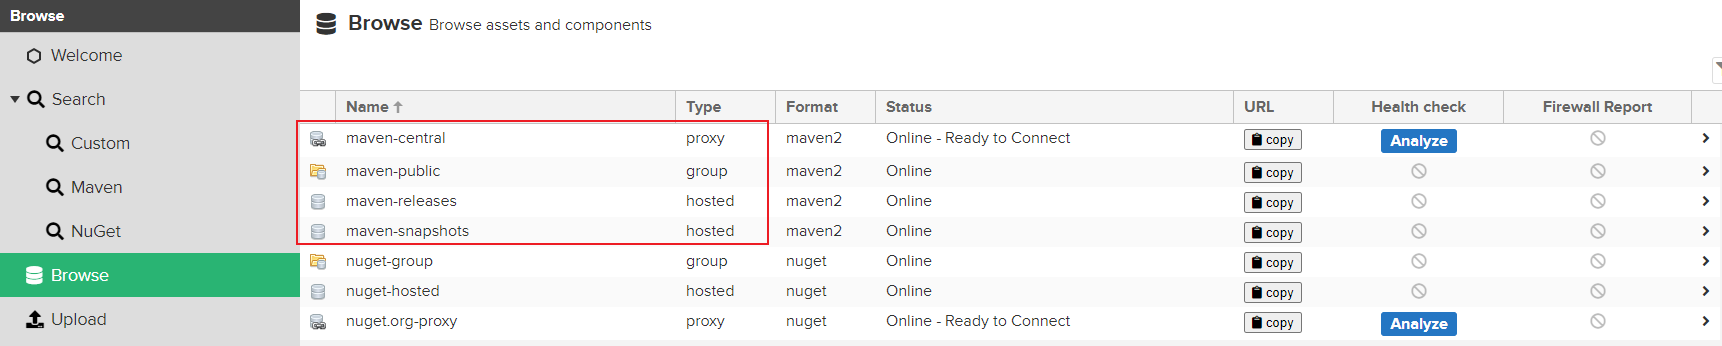 Browse
Welcome
Search
Custom
Maven
NuGet
Browse
Upload
Browse Browse assets and components
Name Type Format Status URL Health check Firewall Report
maven-central proxy maven2 Online - Ready to Connect copy Analyze
maven-public group maven2 Online copy
maven-releases hosted maven2 Online copy
maven-snapshots hosted maven2 Online copy
nuget-group group nuget Online copy
nuget-hosted hosted nuget Online copy
nuget.org-proxy proxy nuget Online - Ready to Connect copy Analyze